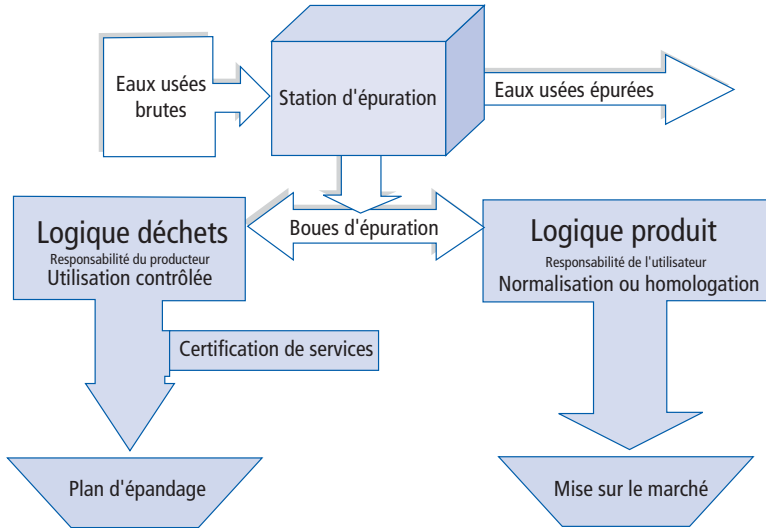 Eaux usées
brutes
Station d'épuration
Eaux usées épurées
Boues d'épuration
Logique déchets
Responsabilité du producteur
Utilisation contrôlée
Logique produit
Responsabilité de l'utilisateur
Normalisation ou homologation
Certification de services
Plan d'épandage
Mise sur le marché